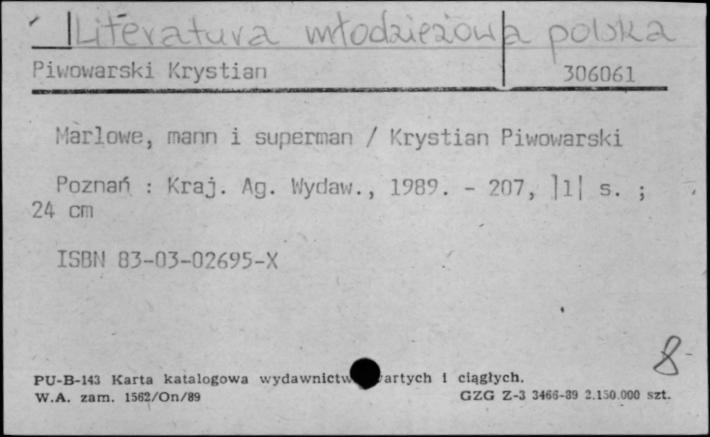 Literatura młodzieżowa polska
Piwowarski Krystian 306061
Marlowe, mann i superman / Krystian Piwowarski
Poznań : Kraj. Ag. Wydaw., 1989. - 207, |1| s. ;
24 cm
ISBN 83-03-02695-X
8
PU-B-143 Karta katalogowa wydawnictw zwartych i ciągłych.
W.A. zam. 1562/On/89 GZG Z-3 3466-89 2.150.000 szt.